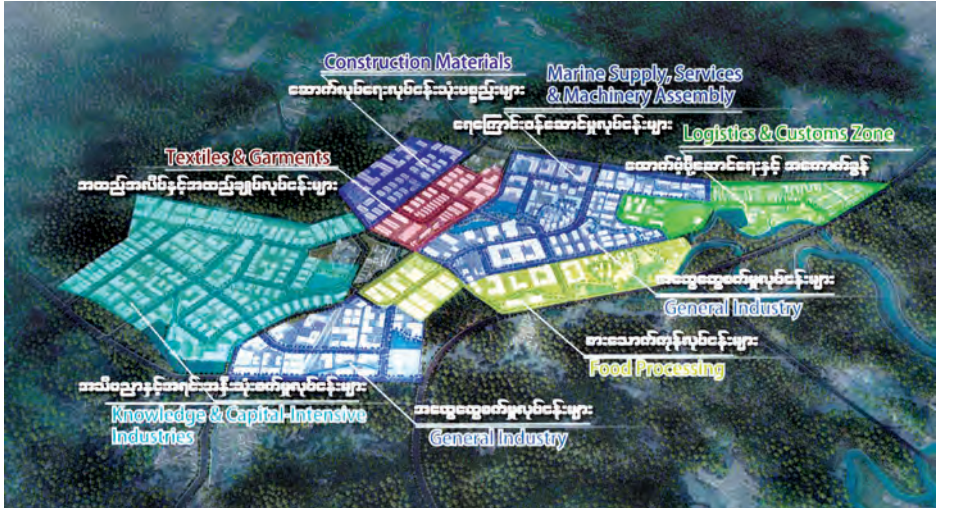 Construction Materials
ဆောက်လုပ်ရေးလုပ်ငန်းသုံးပစ္စည်းများ
Marine Supply, Services
& Machinery Assembly
ရေကြောင်းဝန်ဆောင်မှုလုပ်ငန်းများ
Logistics & Customs Zone
ထောက်ပံ့ပို့ဆောင်ရေးနှင့် အကောက်ခွန်
Textiles & Garments
အထည်အလိပ်နှင့်အထည်ချုပ်လုပ်ငန်းများ
အထွေထွေစက်မှုလုပ်ငန်းများ
General Industry
စားသောက်ကုန်လုပ်ငန်းများ
Food Processing
အသိပညာနှင့်အရင်းအနှီးသုံးစက်မှုလုပ်ငန်းများ
Knowledge & Capital-Intensive
Industries
အထွေထွေစက်မှုလုပ်ငန်းများ
General Industry